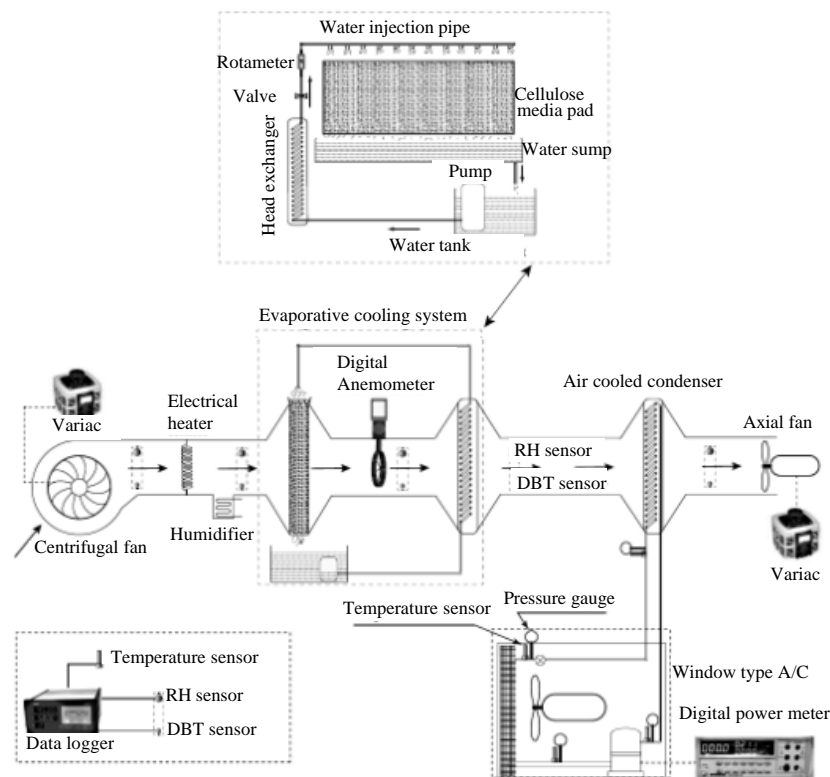 Water injection pipe
Rotameter
Valve
Cellulose
media pad
Head exchanger
Water sump
Pump
Water tank
Evaporative cooling system
Digital
Anemometer
Air cooled condenser
Electrical
heater
Variac
Axial fan
RH sensor
DBT sensor
Centrifugal fan
Humidifier
Variac
Temperature sensor
Pressure gauge
Temperature sensor
Window type A/C
RH sensor
Digital power meter
DBT sensor
Data logger